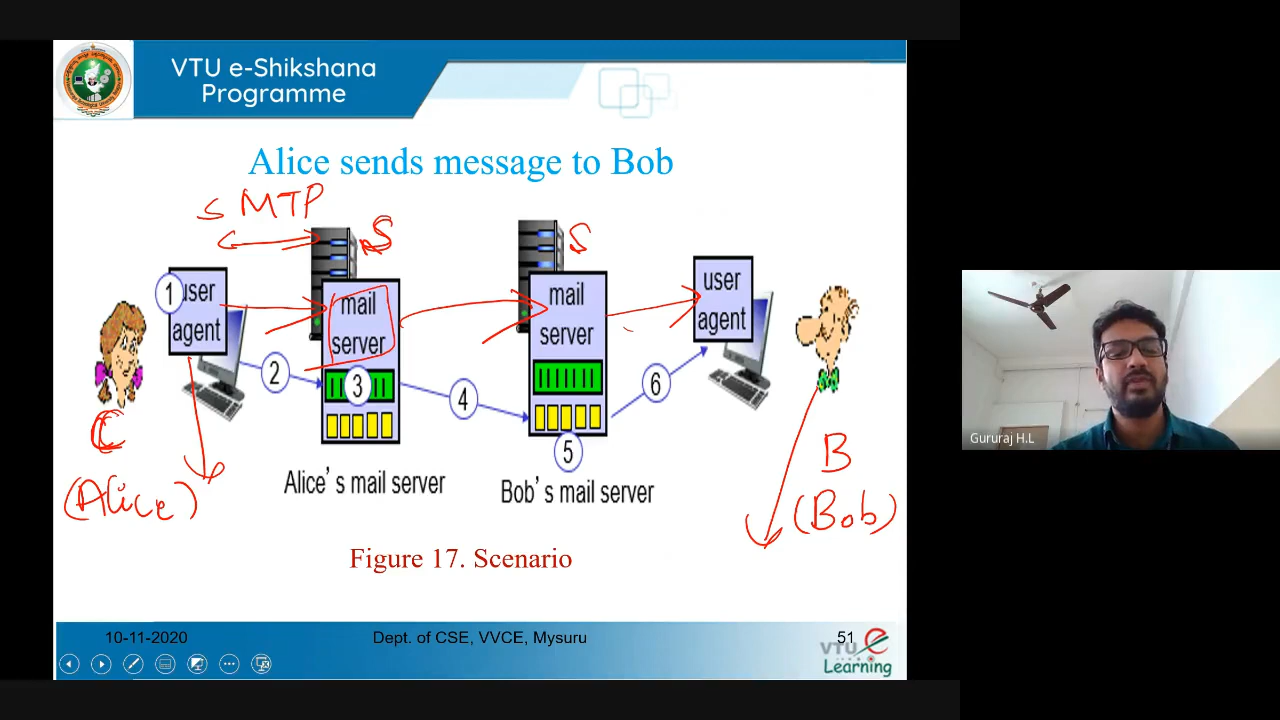 VTU e-Shikshana
Programme
Alice sends message to Bob
SMTP
S
S
1
user
agent
mail
server
mail
server
user
agent
2
3
4
5
6
C
(Alice)
B
(Bob)
Alice's mail server
Bob's mail server
Figure 17. Scenario
Gururaj H.L
10-11-2020
Dept. of CSE, VVCE, Mysuru
51
VTU e
Learning